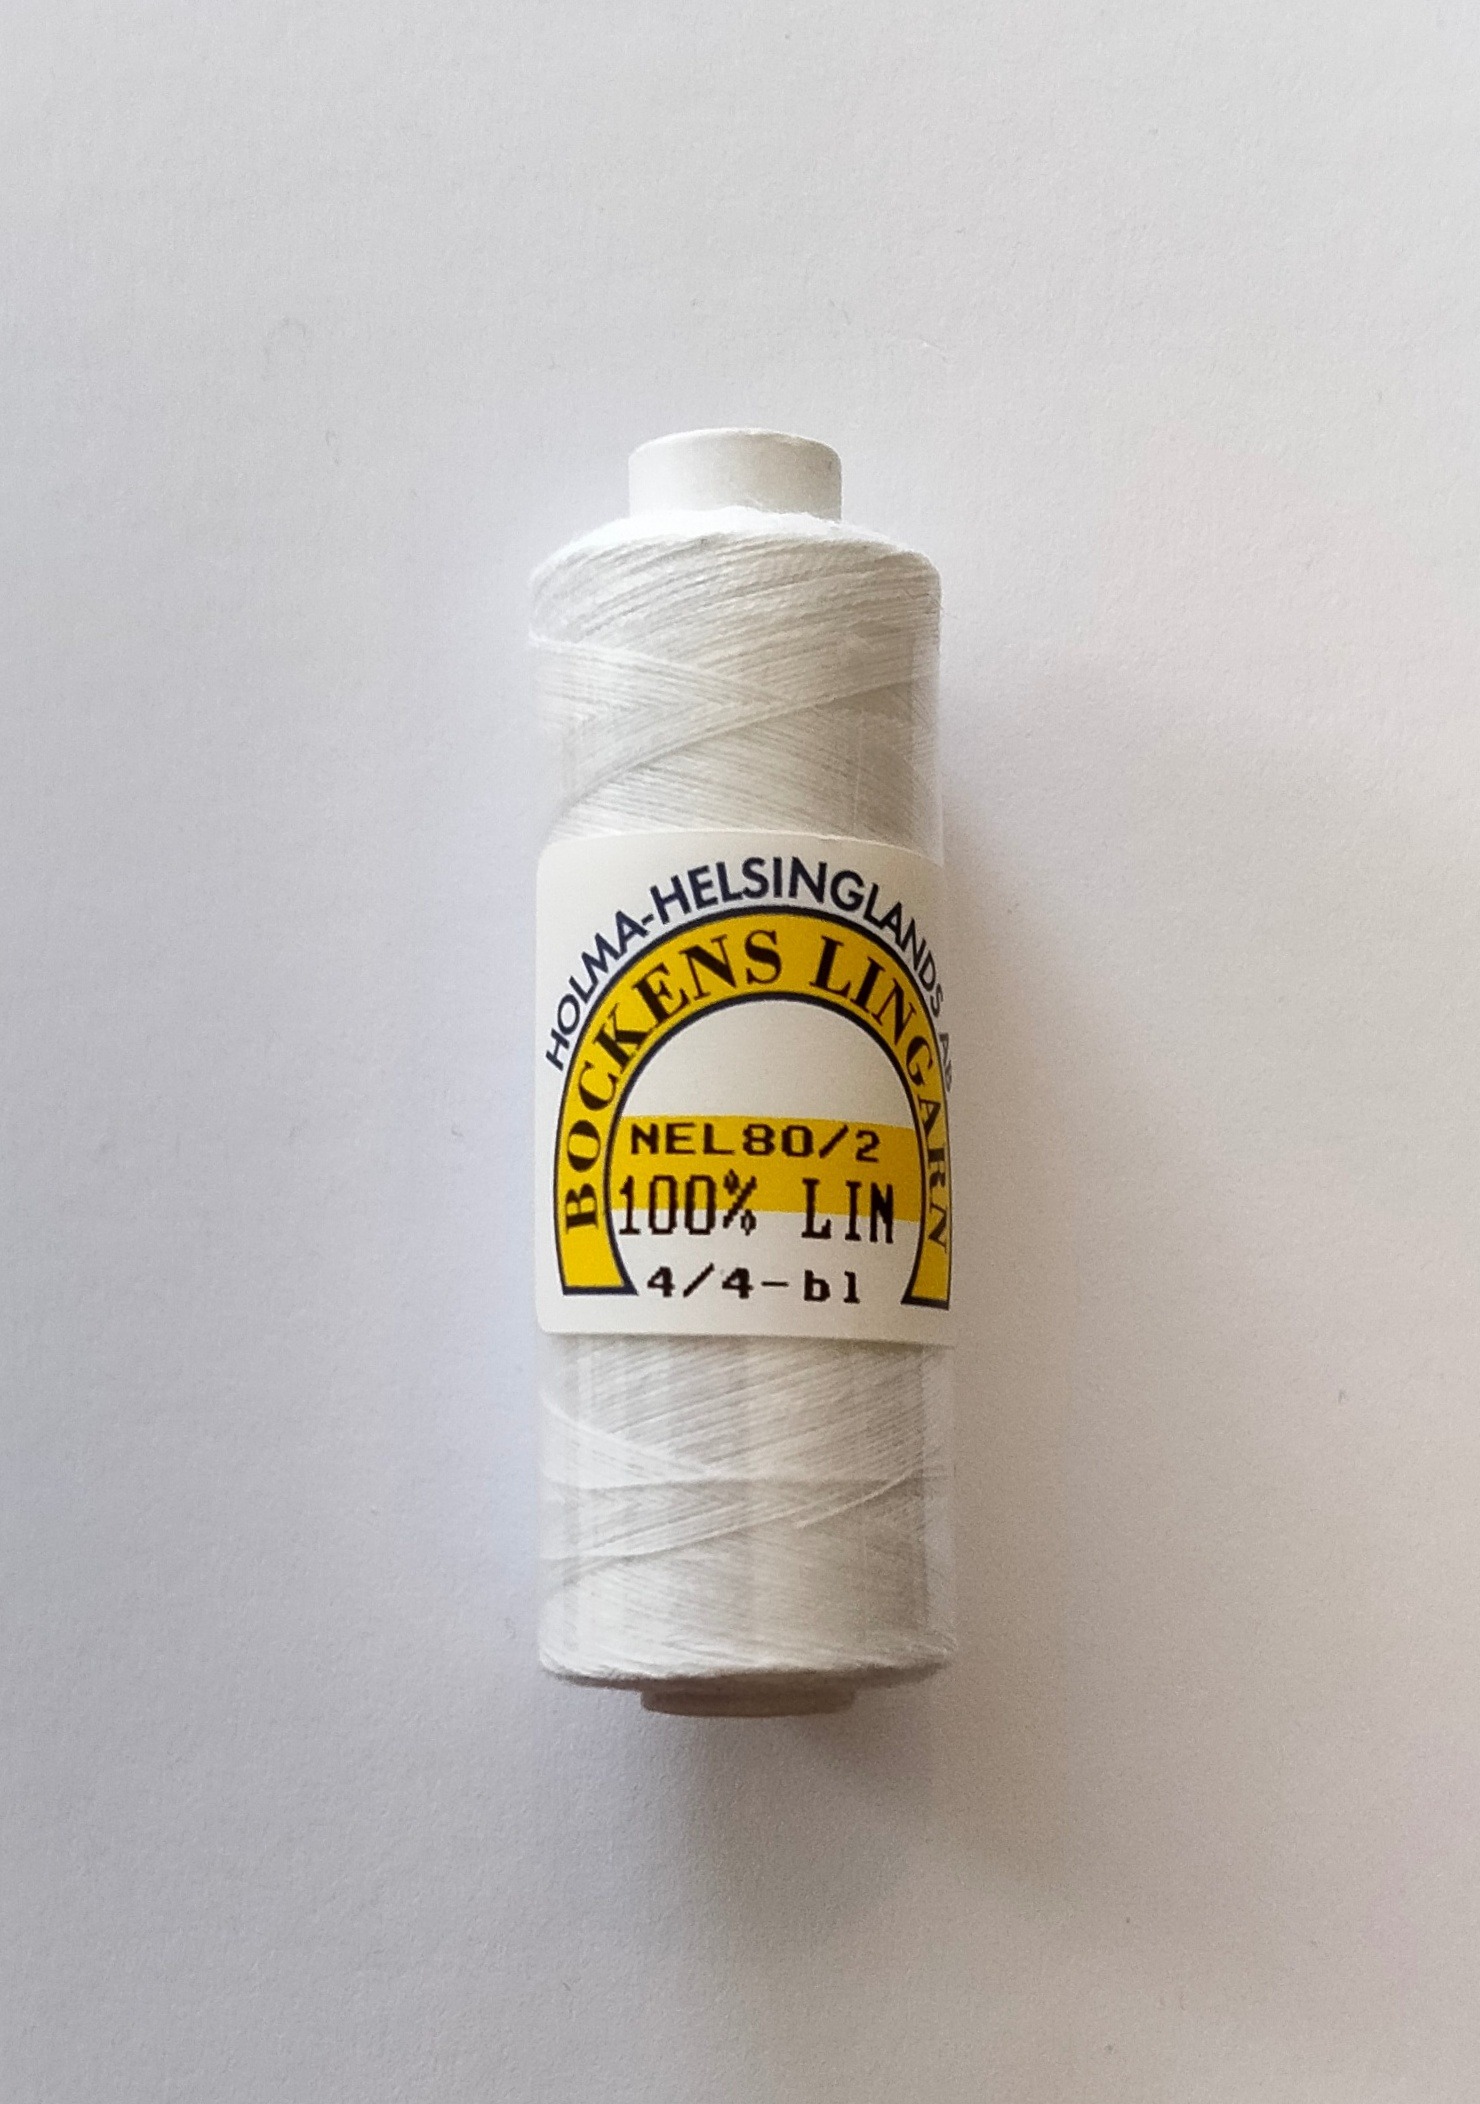 HOLMA-HELSINGLANDS AB
BOCKENS LINGARN
NEL80/2
100% LIN
4/4-bl